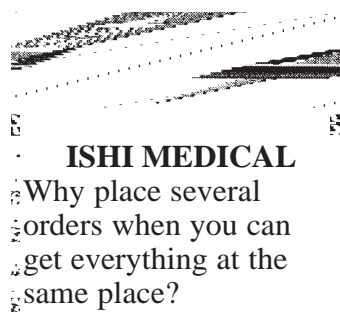 ISHI MEDICAL
Why place several
orders when you can
get everything at the
same place?